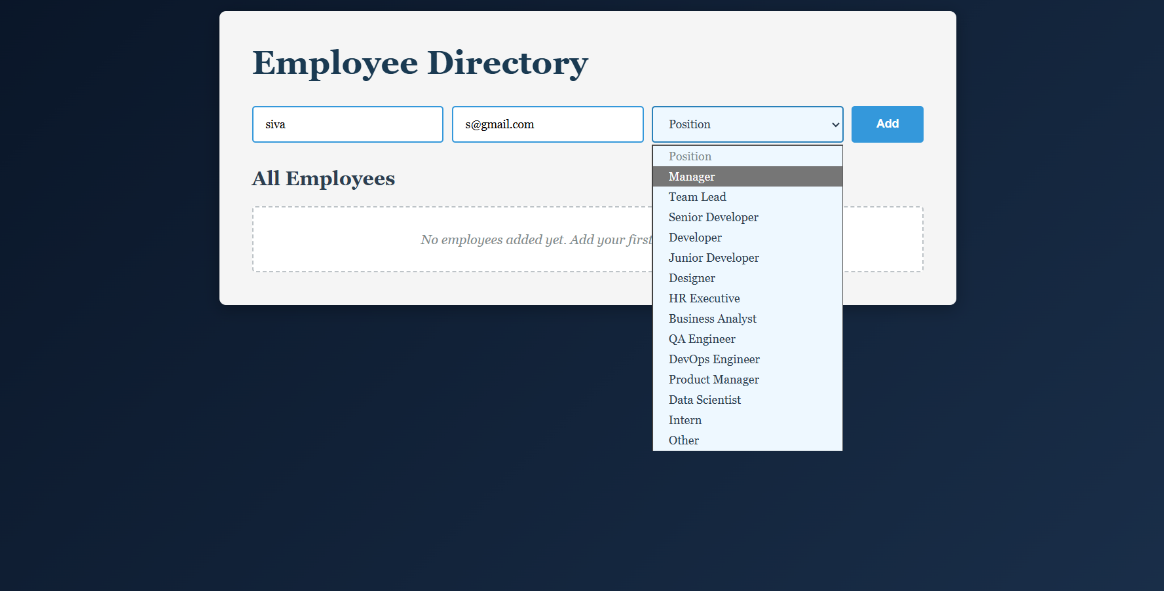 Employee Directory
siva
s@gmail.com
Position
Add
Position
Manager
Team Lead
Senior Developer
Developer
Junior Developer
Designer
HR Executive
Business Analyst
QA Engineer
DevOps Engineer
Product Manager
Data Scientist
Intern
Other
All Employees
No employees added yet. Add your first